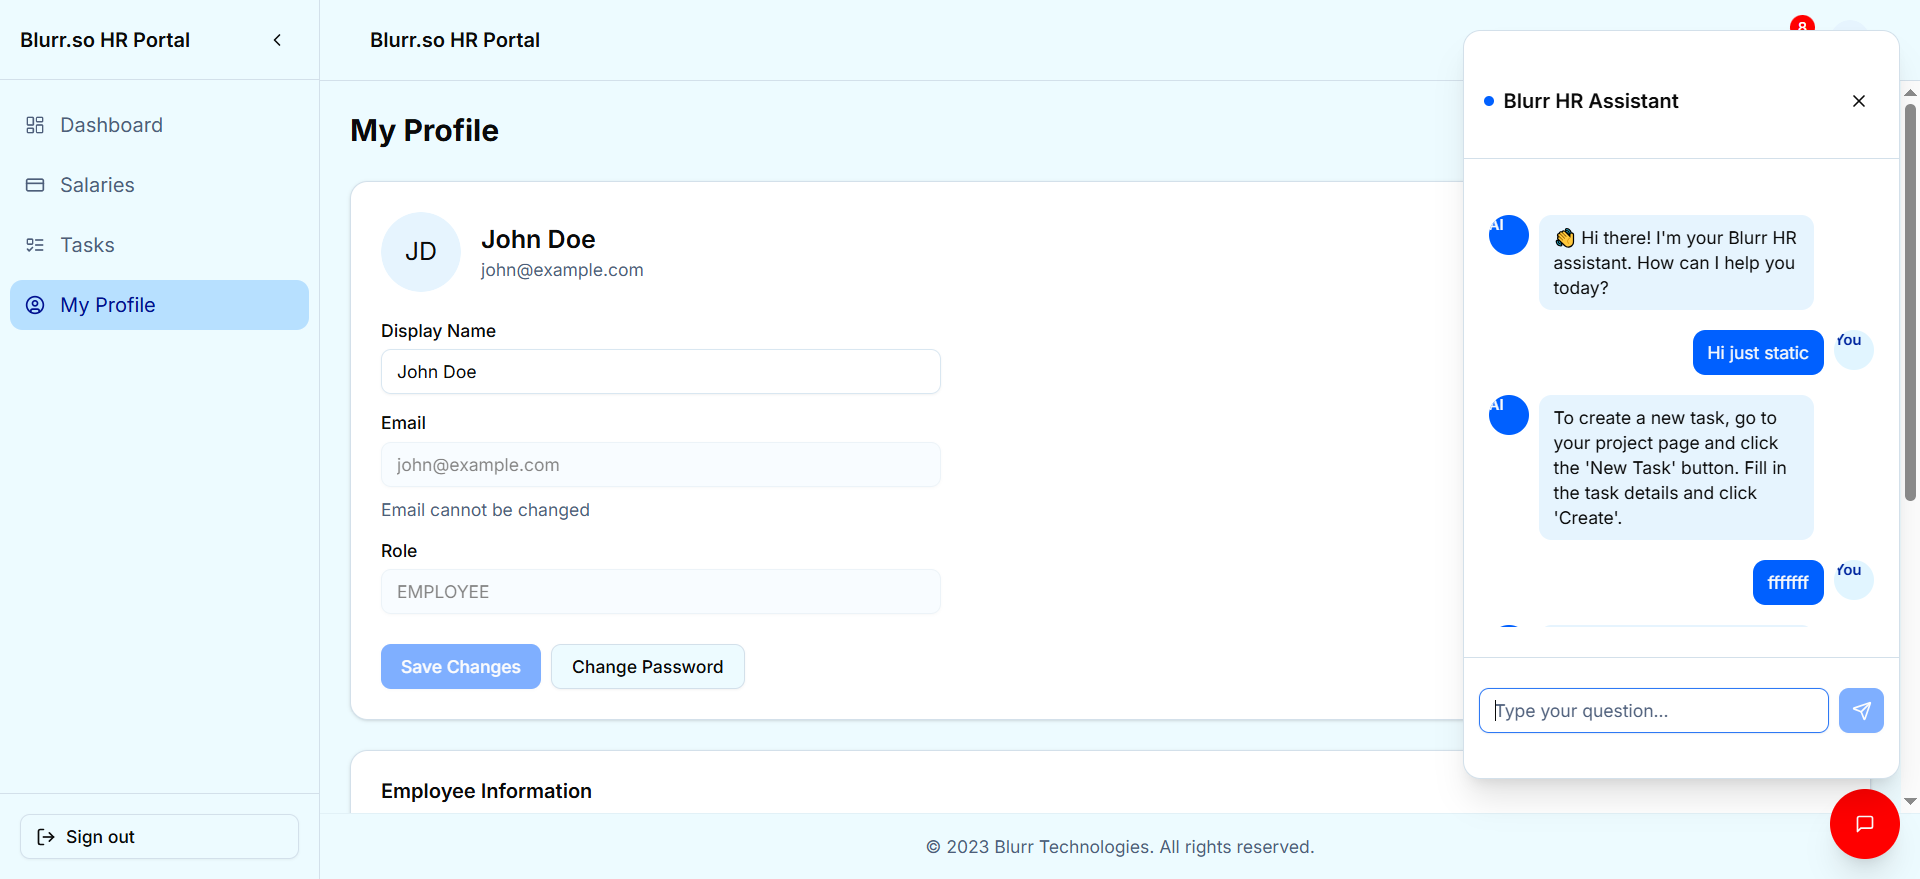 Blurr.so HR Portal
Dashboard
Salaries
Tasks
My Profile
Sign out
Blurr.so HR Portal
8
My Profile
JD
John Doe
john@example.com
Display Name
John Doe
Email
john@example.com
Email cannot be changed
Role
EMPLOYEE
Save Changes
Change Password
Employee Information
© 2023 Blurr Technologies. All rights reserved.
Blurr HR Assistant
AI
👋 Hi there! I'm your Blurr HR
assistant. How can I help you
today?
Hi just static
You
AI
To create a new task, go to
your project page and click
the 'New Task' button. Fill in
the task details and click
'Create'.
fffffff
You
Type your question...